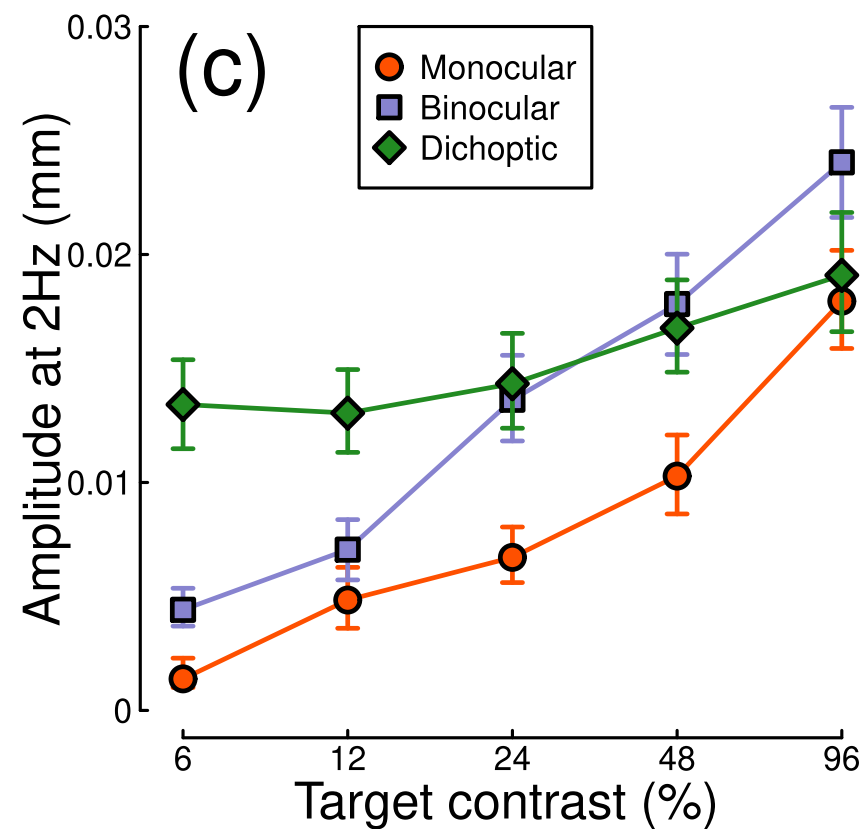 (c)
Monocular
Binocular
Dichoptic
Amplitude at 2Hz (mm)
0.03
0.02
0.01
0
6 12 24 48 96
Target contrast (%)